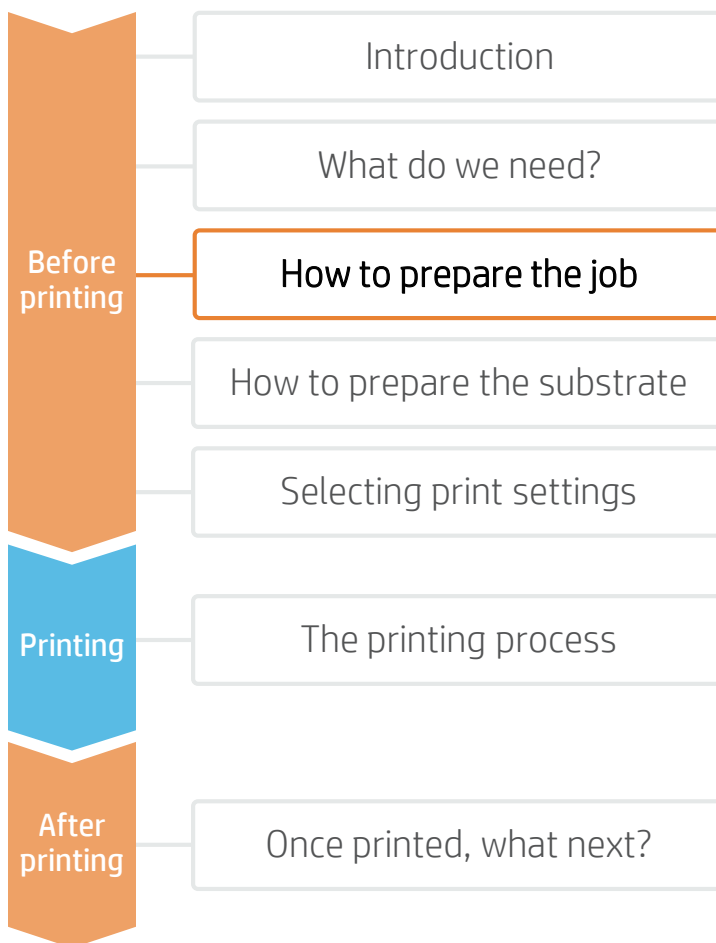 Introduction
What do we need?
Before
printing
How to prepare the job
How to prepare the substrate
Selecting print settings
Printing
The printing process
After
printing
Once printed, what next?